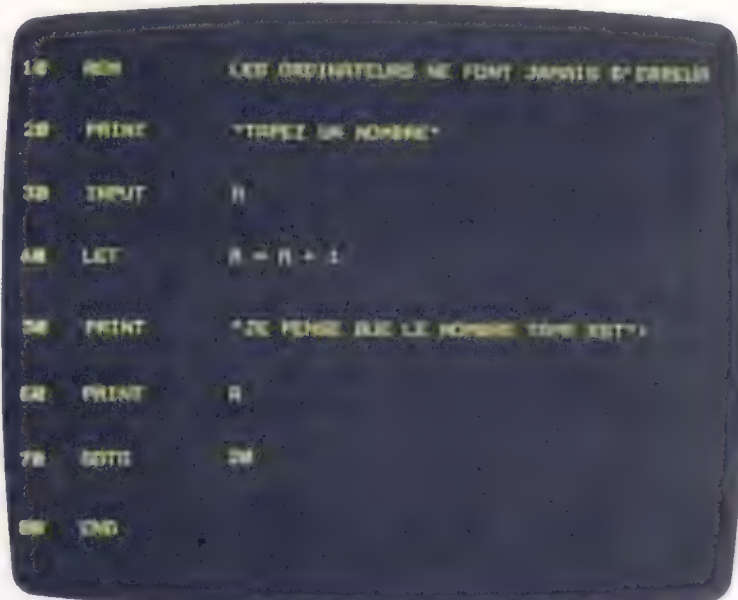 10 REM LES ORDINATEURS NE FONT JAMAIS D'ERREUR
20 PRINT "TAPEZ UN NOMBRE"
30 INPUT A
40 LET A = A + 1
50 PRINT "JE PENSE QUE LE NOMBRE TAPE EST";
60 PRINT A
70 GOTO 20
80 END